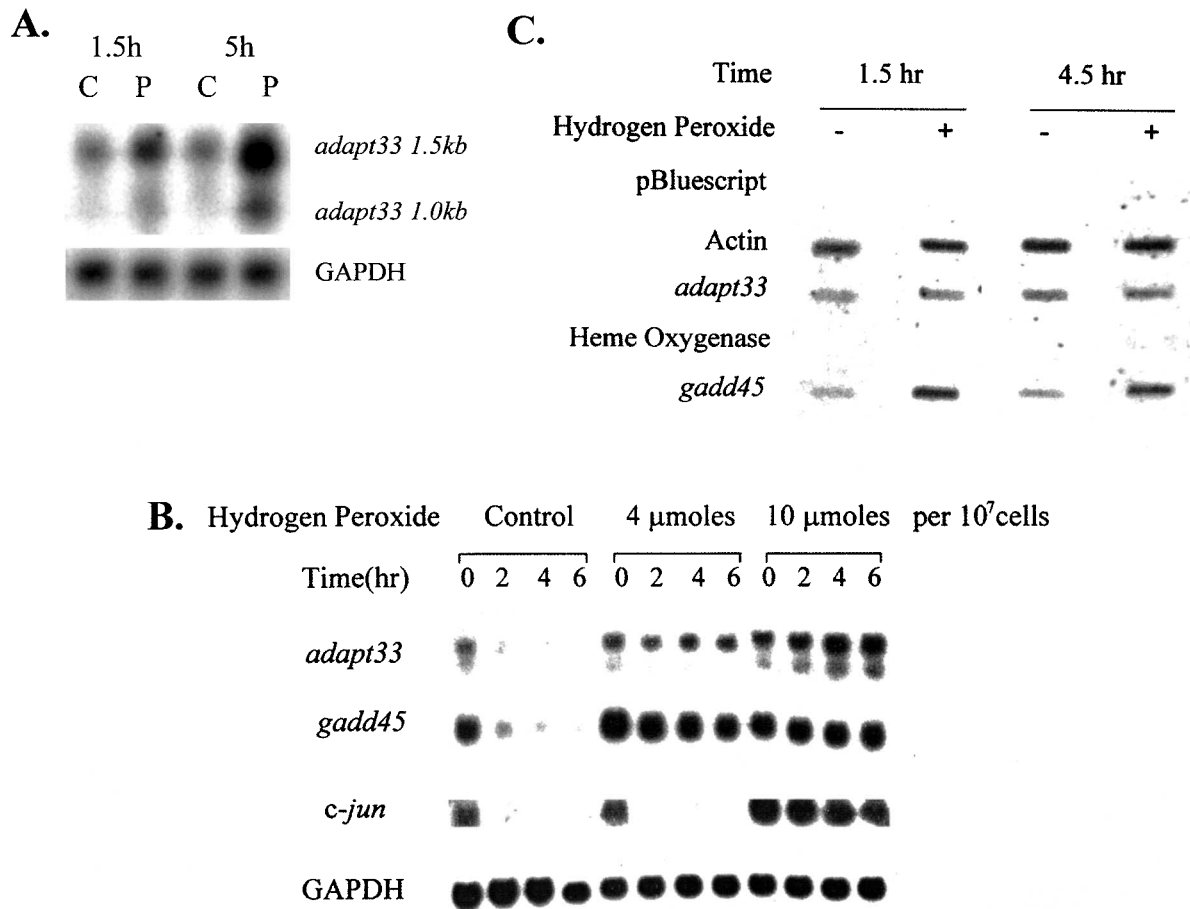 A.
1.5h 5h
C P C P
adapt33 1.5kb
adapt33 1.0kb
GAPDH
C.
Time 1.5 hr 4.5 hr
Hydrogen Peroxide - + - +
pBluescript
Actin
adapt33
Heme Oxygenase
gadd45
B. Hydrogen Peroxide Control 4 μmoles 10 μmoles per 10⁷cells
Time(hr) 0 2 4 6 0 2 4 6 0 2 4 6
adapt33
gadd45
c-jun
GAPDH